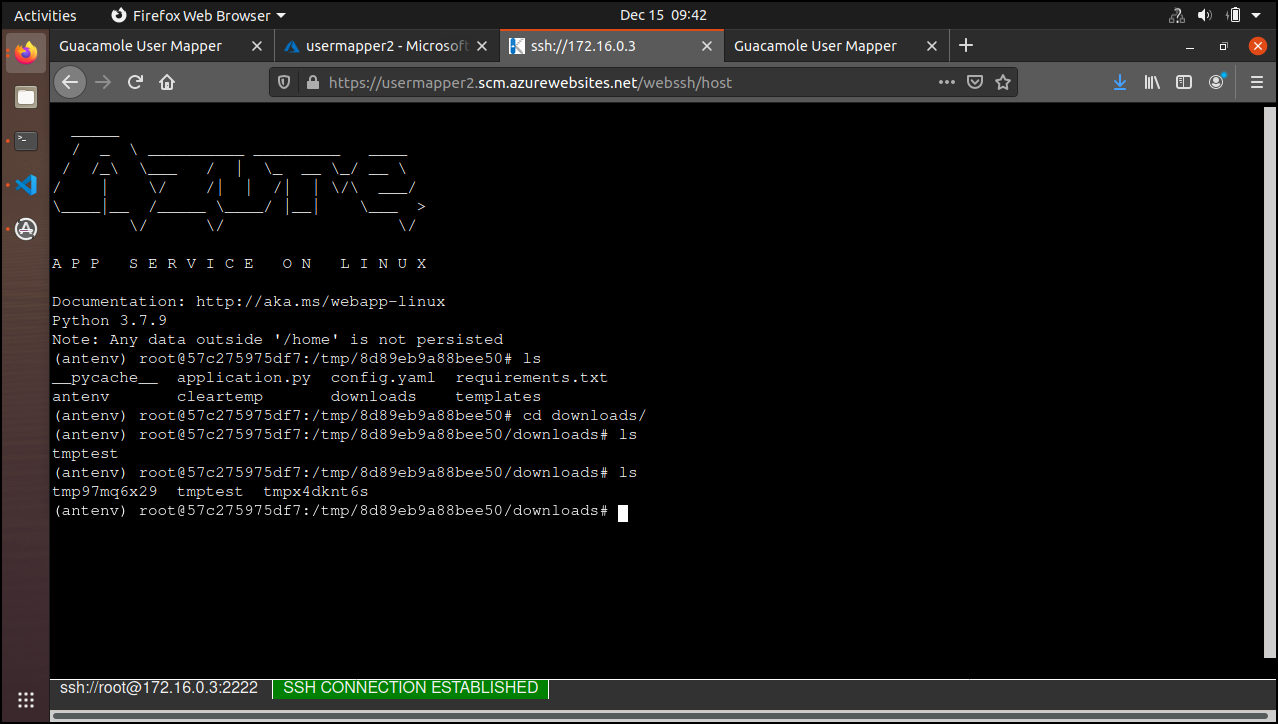 Activities Firefox Web Browser Dec 15 09:42
Guacamole User Mapper usermapper2 - Microsoft ssh://172.16.0.3 Guacamole User Mapper
https://usermapper2.scm.azurewebsites.net/webssh/host
A P P   S E R V I C E   O N   L I N U X
Documentation: http://aka.ms/webapp-linux
Python 3.7.9
Note: Any data outside '/home' is not persisted
(antenv) root@57c275975df7:/tmp/8d89eb9a88bee50# ls
__pycache__  application.py  config.yaml  requirements.txt
antenv       cleartemp       downloads    templates
(antenv) root@57c275975df7:/tmp/8d89eb9a88bee50# cd downloads/
(antenv) root@57c275975df7:/tmp/8d89eb9a88bee50/downloads# ls
tmptest
(antenv) root@57c275975df7:/tmp/8d89eb9a88bee50/downloads# ls
tmp97mq6x29  tmptest  tmpx4dknt6s
(antenv) root@57c275975df7:/tmp/8d89eb9a88bee50/downloads#
ssh://root@172.16.0.3:2222 SSH CONNECTION ESTABLISHED